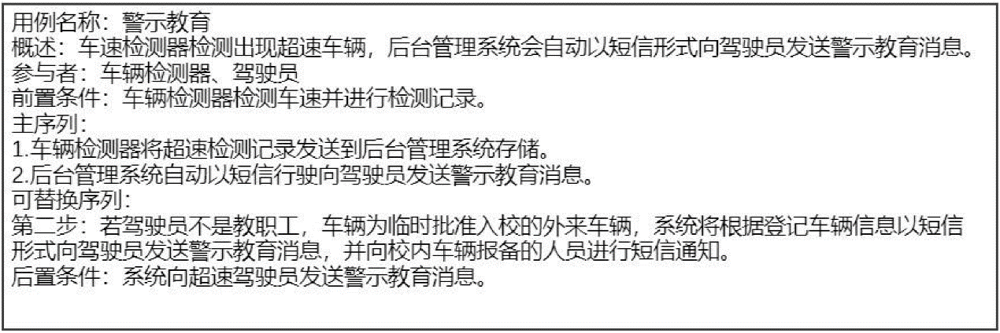 用例名称：警示教育
概述：车速检测器检测出现超速车辆，后台管理系统会自动以短信形式向驾驶员发送警示教育消息。
参与者：车辆检测器、驾驶员
前置条件：车辆检测器检测车速并进行检测记录。
主序列：
1.车辆检测器将超速检测记录发送到后台管理系统存储。
2.后台管理系统自动以短信行驶向驾驶员发送警示教育消息。
可替换序列：
第二步：若驾驶员不是教职工，车辆为临时批准入校的外来车辆，系统将根据登记车辆信息以短信
形式向驾驶员发送警示教育消息，并向校内车辆报备的人员进行短信通知。
后置条件：系统向超速驾驶员发送警示教育消息。